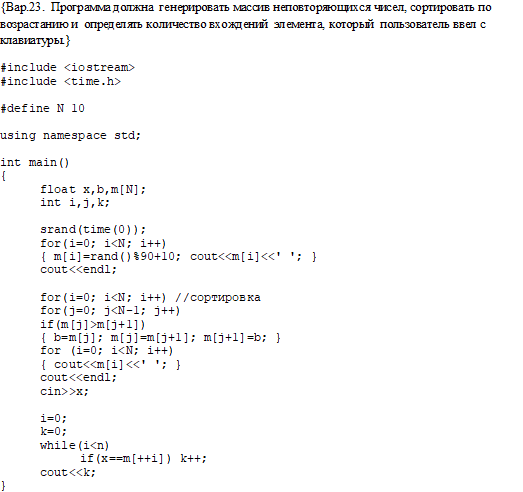 {Вар.23. Программа должна генерировать массив неповторяющихся чисел, сортировать по
возрастанию и определять количество вхождений элемента, который пользователь ввел с
клавиатуры.}
#include <iostream>
#include <time.h>
#define N 10
using namespace std;
int main()
{
float x,b,m[N];
int i,j,k;
srand(time(0));
for(i=0; i<N; i++)
{ m[i]=rand()%90+10; cout<<m[i]<<' '; }
cout<<endl;
for(i=0; i<N; i++) //сортировка
for(j=0; j<N-1; j++)
if(m[j]>m[j+1])
{ b=m[j]; m[j]=m[j+1]; m[j+1]=b; }
for (i=0; i<N; i++)
{ cout<<m[i]<<' '; }
cout<<endl;
cin>>x;
i=0;
k=0;
while(i<n)
if(x==m[++i]) k++;
cout<<k;
}